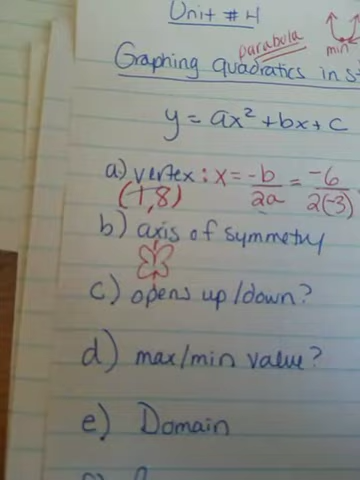 Unit #4
parabola
min
Graphing quadratics in
y = ax² + bx + c
a) vertex : x = -b/2a = -6/2(-3)
(1,8)
b) axis of symmetry
c) opens up/down?
d) max/min value?
e) Domain